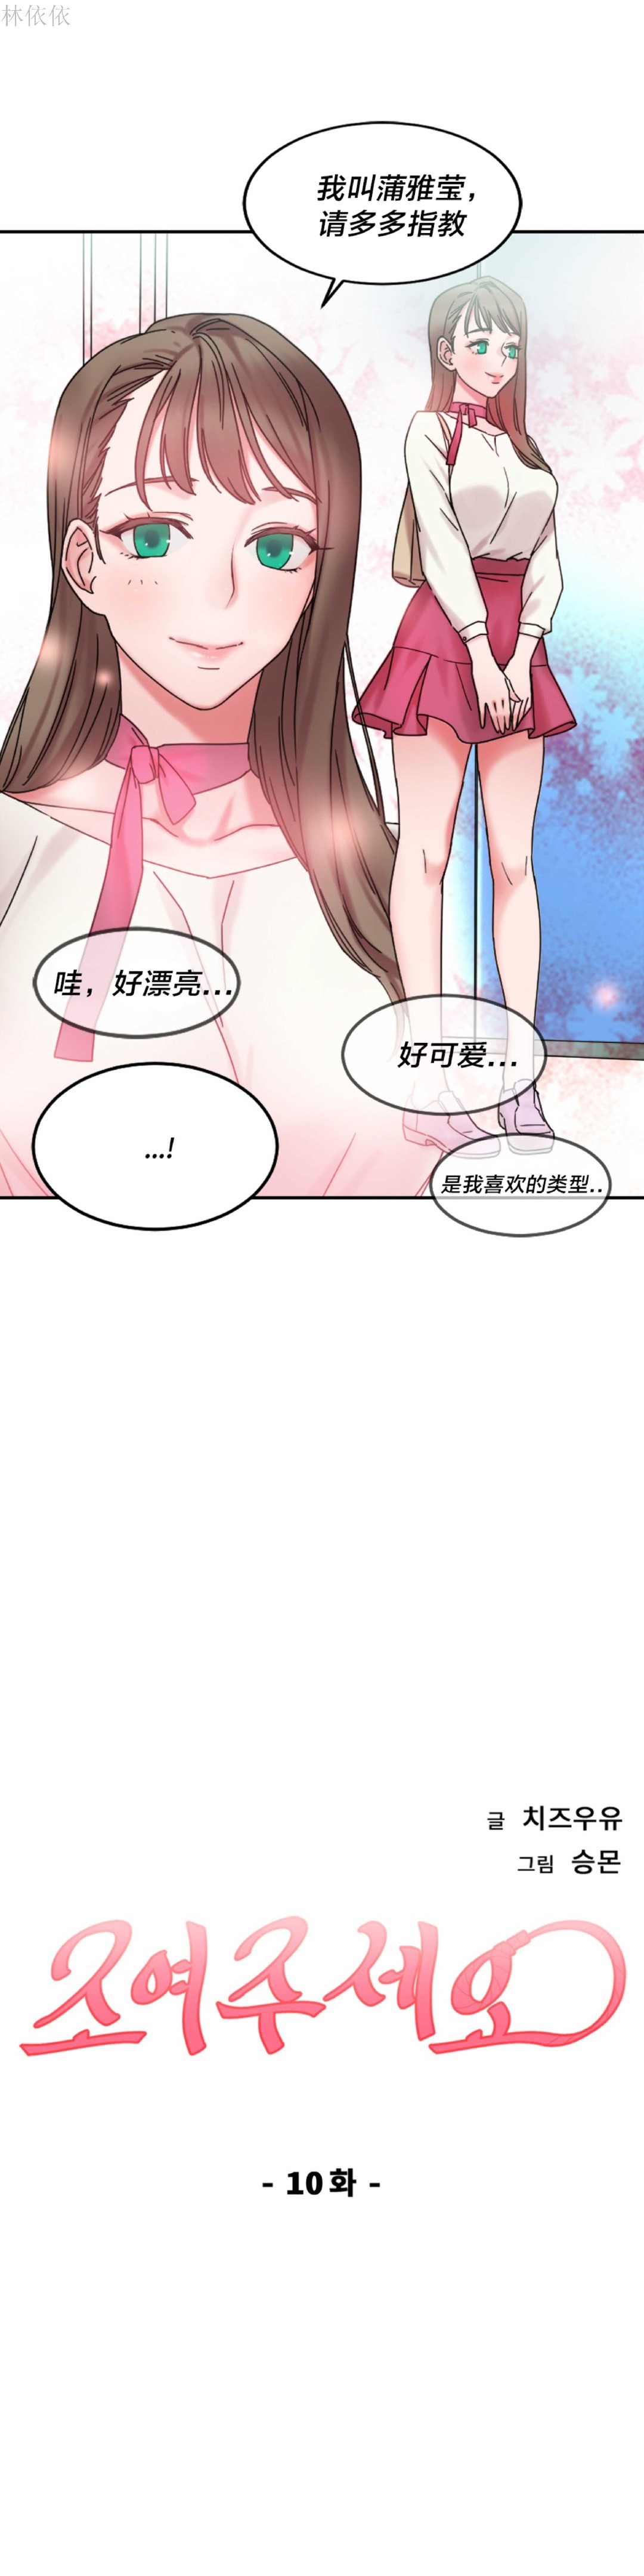 林依依
我叫蒲雅莹，
请多多指教
哇，好漂亮...
好可爱...
...!
是我喜欢的类型..
글 치즈우유
그림 승몬
조여주세요
- 10화 -